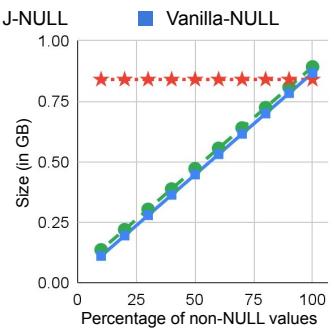 J-NULL Vanilla-NULL
1.00
0.75
0.50
0.25
0.00
Size (in GB)
0 25 50 75 100
Percentage of non-NULL values